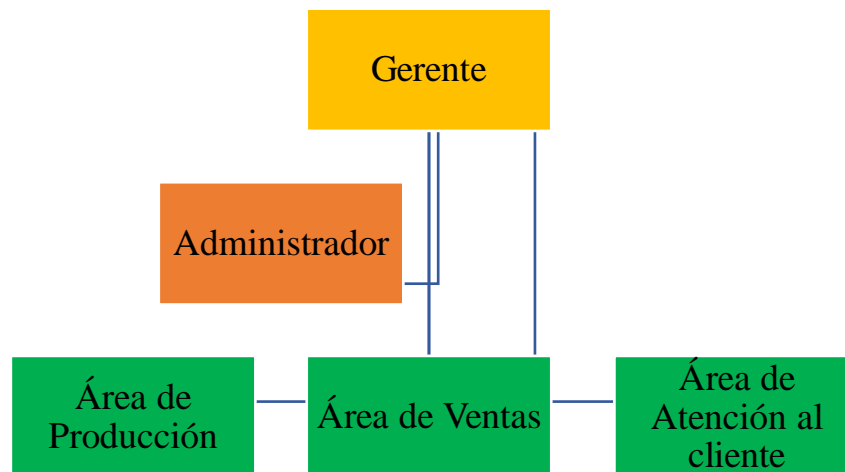 Gerente
Administrador
Área de
Producción
Área de Ventas
Área de
Atención al
cliente